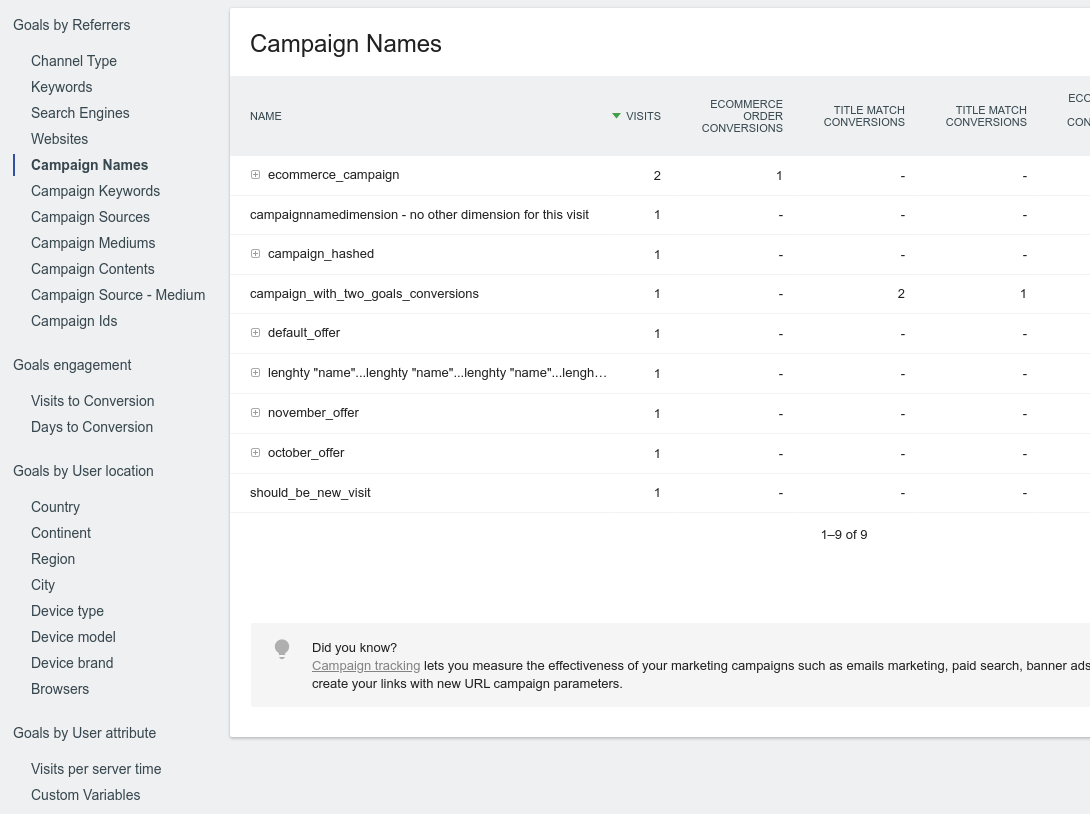 Goals by Referrers
Channel Type
Keywords
Search Engines
Websites
Campaign Names
Campaign Keywords
Campaign Sources
Campaign Mediums
Campaign Contents
Campaign Source - Medium
Campaign Ids
Goals engagement
Visits to Conversion
Days to Conversion
Goals by User location
Country
Continent
Region
City
Device type
Device model
Device brand
Browsers
Goals by User attribute
Visits per server time
Custom Variables
Campaign Names
NAME VISITS ECOMMERCE ORDER CONVERSIONS TITLE MATCH CONVERSIONS TITLE MATCH CONVERSIONS
ecommerce_campaign 2 1 - -
campaignnamedimension - no other dimension for this visit 1 - - -
campaign_hashed 1 - - -
campaign_with_two_goals_conversions 1 - 2 1
default_offer 1 - - -
lenghty "name"...lenghty "name"...lenghty "name"...lengh… 1 - - -
november_offer 1 - - -
october_offer 1 - - -
should_be_new_visit 1 - - -
1–9 of 9
Did you know?
Campaign tracking lets you measure the effectiveness of your marketing campaigns such as emails marketing, paid search, banner ads
create your links with new URL campaign parameters.